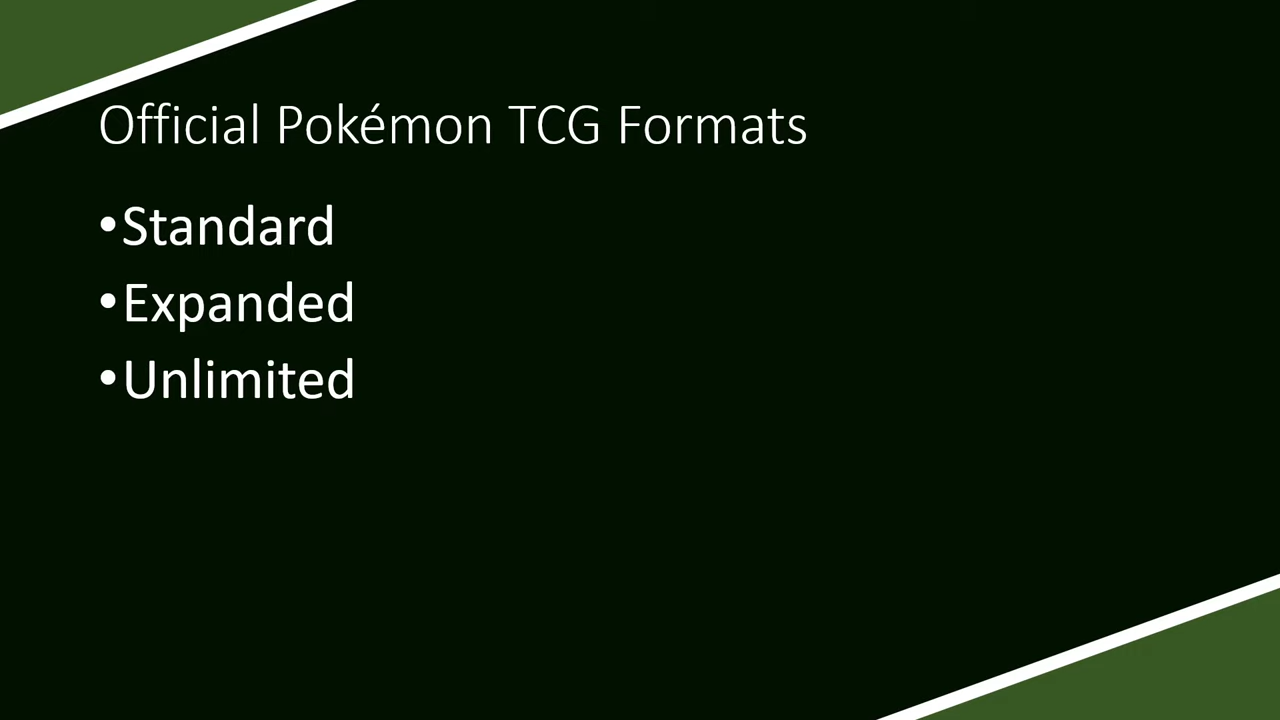 Official Pokémon TCG Formats
•Standard
•Expanded
•Unlimited